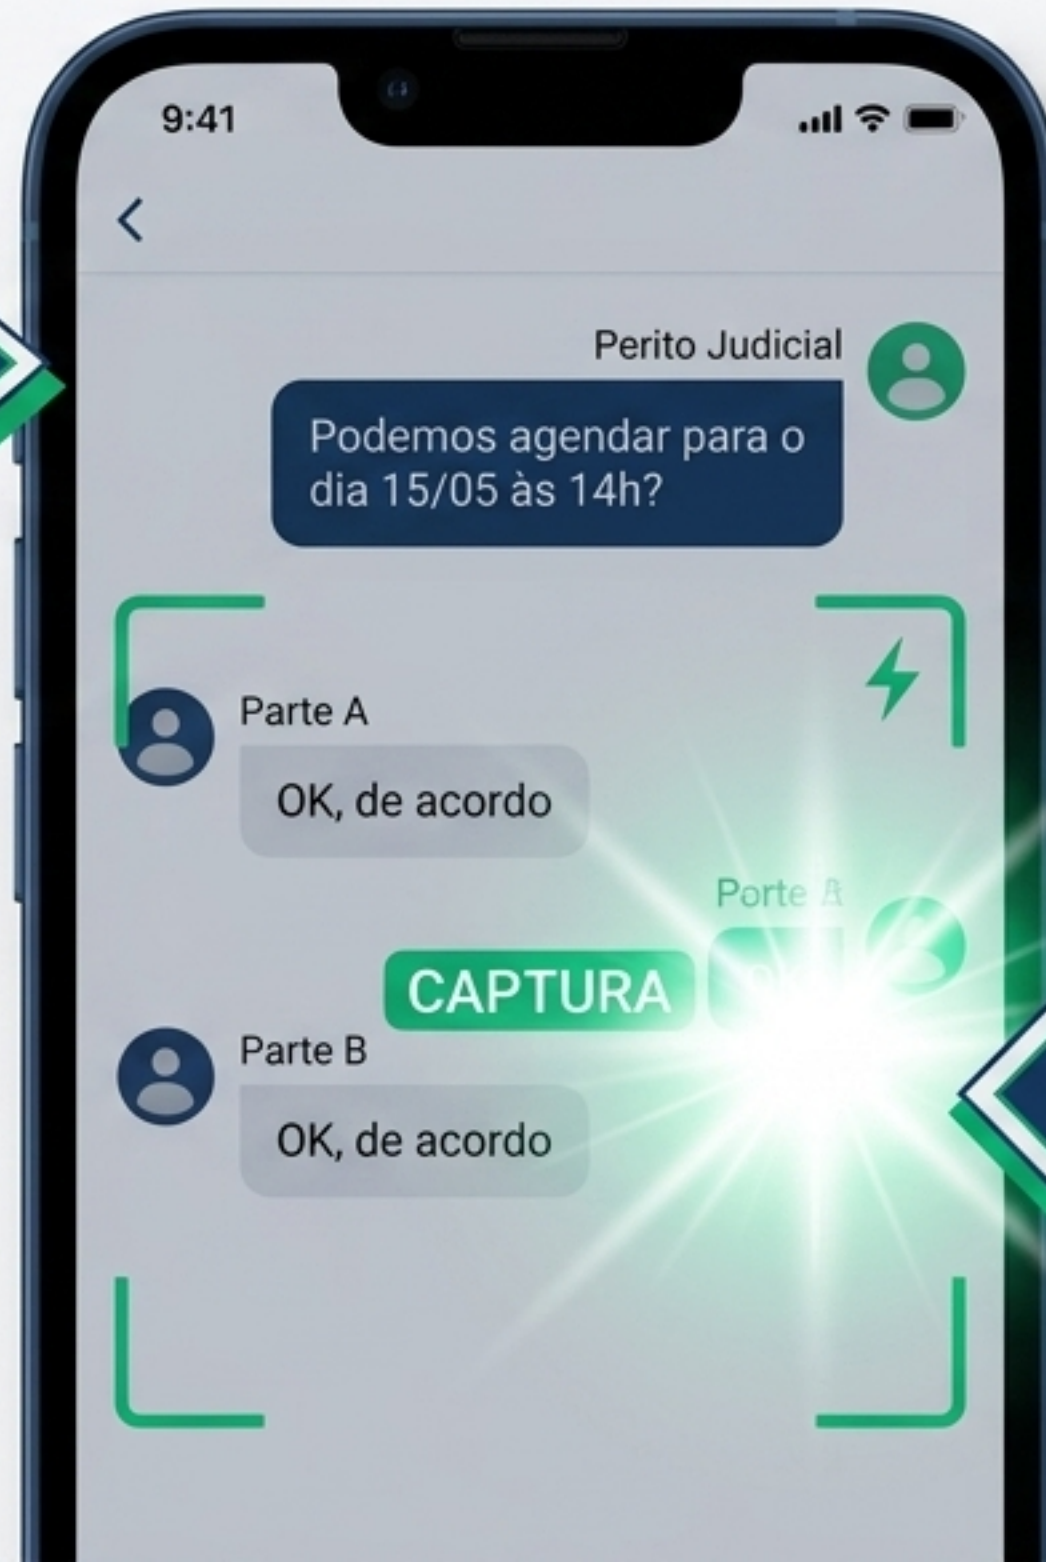 9:41
Perito Judicial
Podemos agendar para o
dia 15/05 às 14h?
Parte A
OK, de acordo
Porte
CAPTURA
Parte B
OK, de acordo